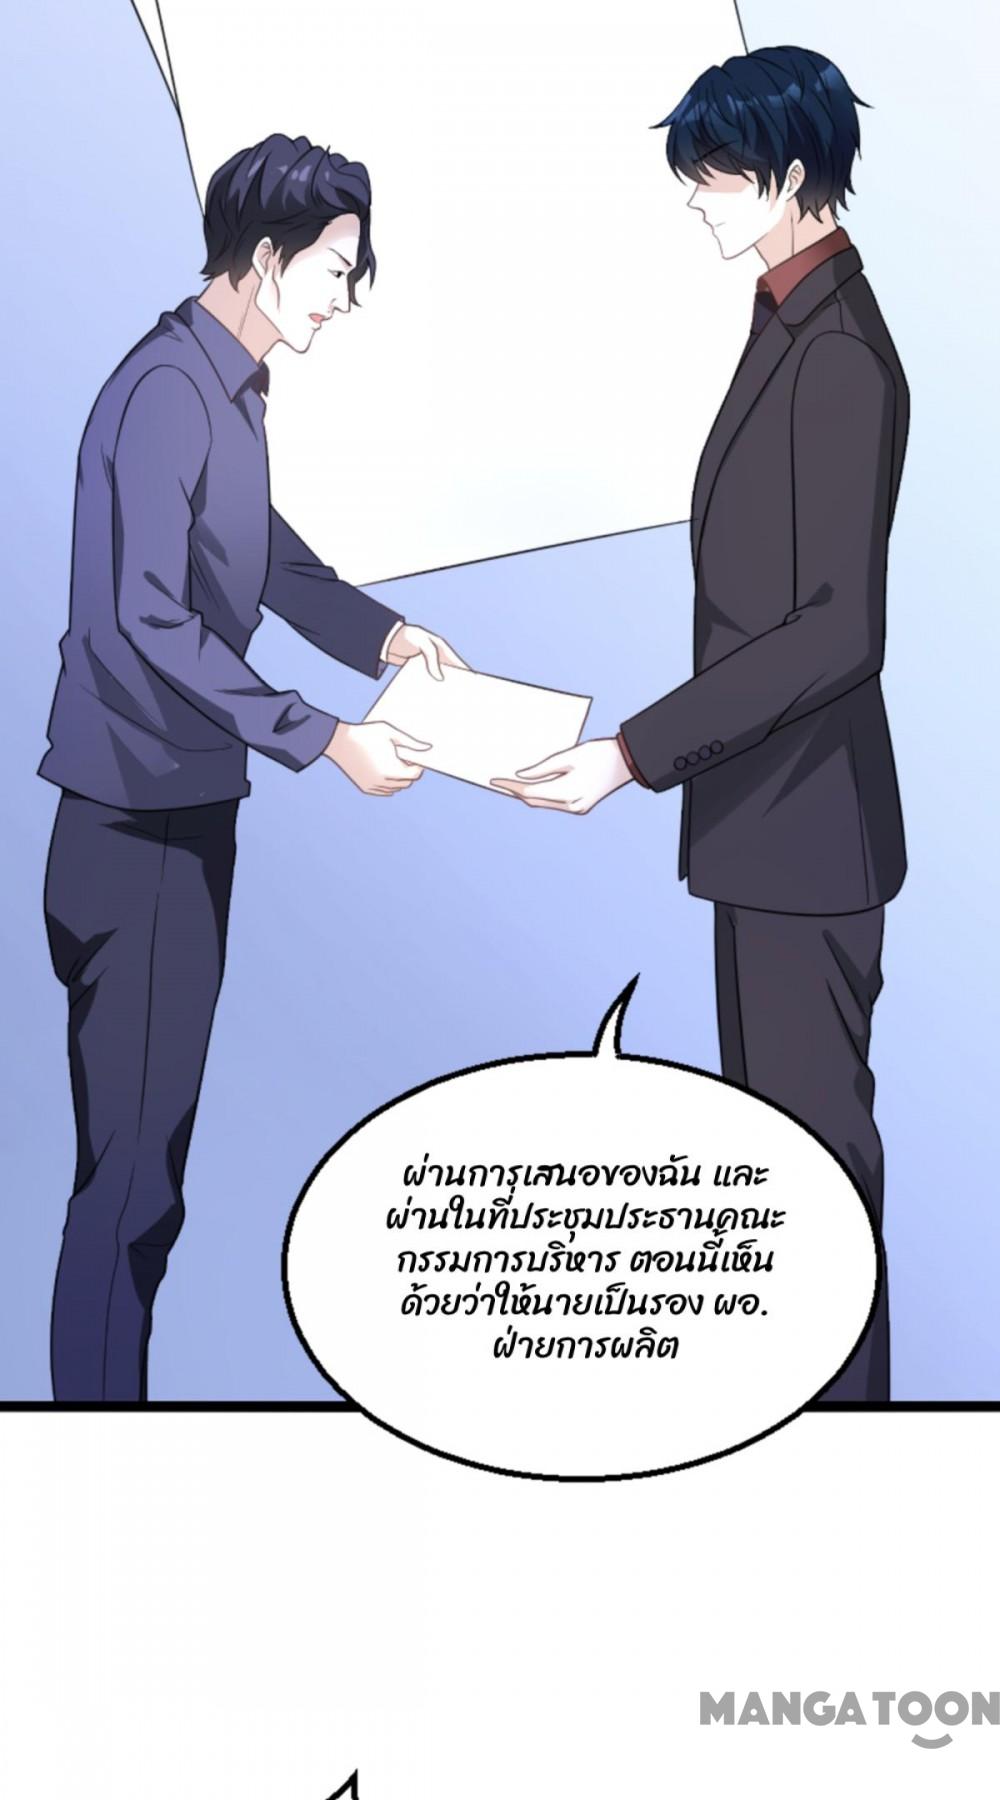 ผ่านการเสนอของฉัน และ
ผ่านในที่ประชุมประธานคณะ
กรรมการบริหาร ตอนนี้เห็น
ด้วยว่าให้นายเป็นรอง ผอ.
ฝ่ายการผลิต
MANGATOON